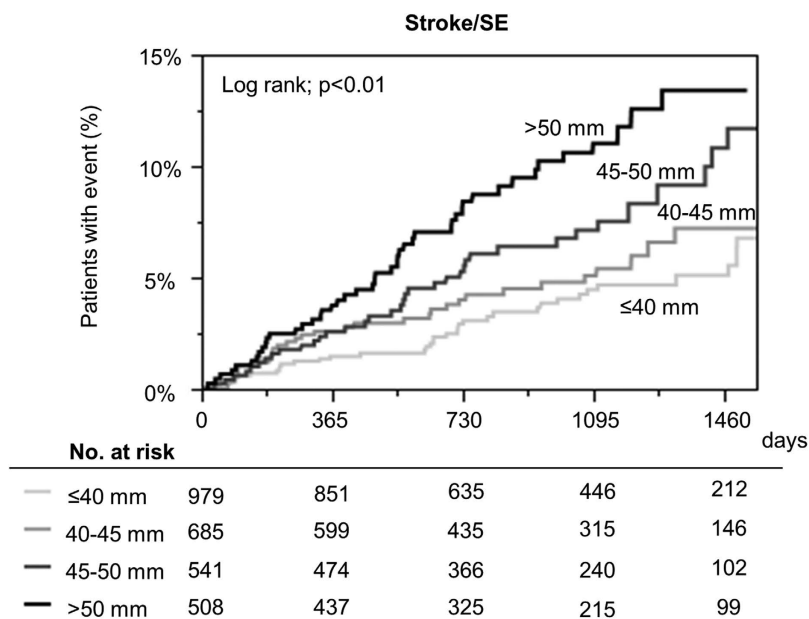 Stroke/SE
15%
Log rank; p<0.01
>50 mm
10%
45-50 mm
40-45 mm
Patients with event (%)
5%
≤40 mm
0%
0 365 730 1095 1460 days
No. at risk
≤40 mm 979 851 635 446 212
40-45 mm 685 599 435 315 146
45-50 mm 541 474 366 240 102
>50 mm 508 437 325 215 99